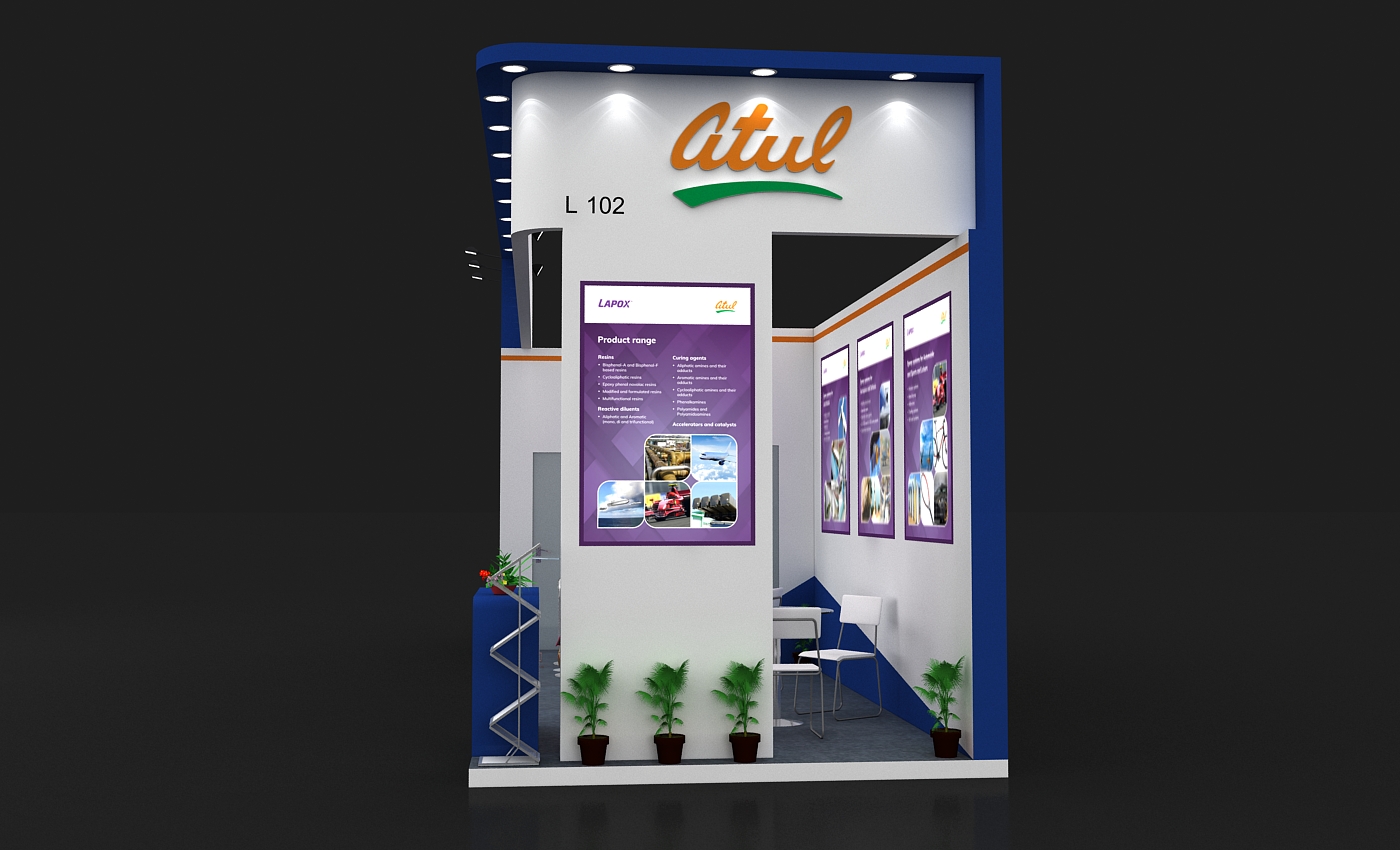 atul
L 102
LAPOX
atul
Product range
Resins
• Bisphenol-A and Bisphenol-F
based resins
• Cycloaliphatic resins
• Epoxy phenol novolac resins
• Modified and formulated resins
• Multifunctional resins
Reactive diluents
• Aliphatic and Aromatic
(mono, di and trifunctional)
Curing agents
• Aliphatic amines and their
adducts
• Aromatic amines and their
adducts
• Cycloaliphatic amines and their
adducts
• Phenalkamines
• Polyamides and
Polyamidoamines
Accelerators and catalysts
LAPOX
LAPOX